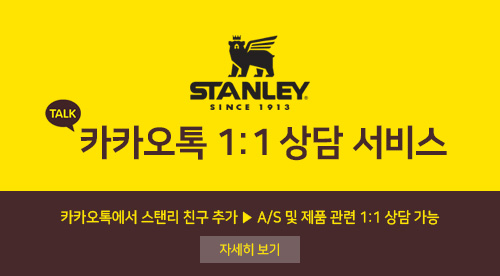 STANLEY
SINCE 1913
TALK
카카오톡 1:1 상담 서비스
카카오톡에서 스탠리 친구 추가 ▶ A/S 및 제품 관련 1:1 상담 가능
자세히 보기